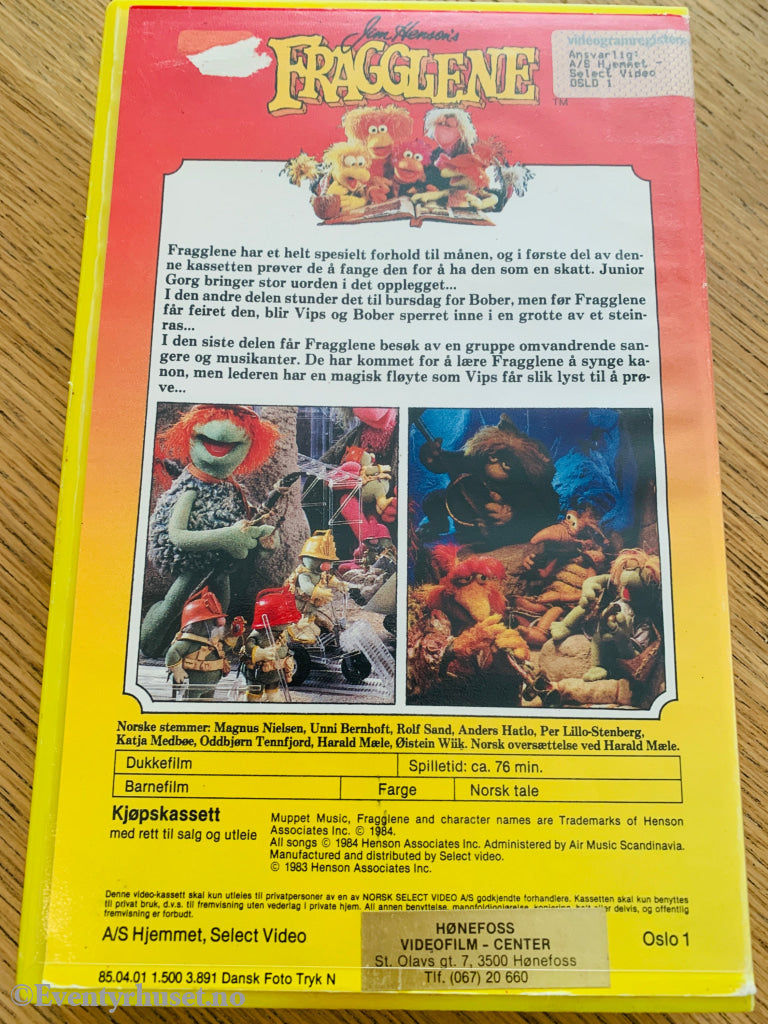 Jim Henson's
FRAGGLENE
TM
videogramregister
Ansvarlig:
A/S Hjemmet -
Select Video
OSLO 1
Fragglene har et helt spesielt forhold til månen, og i første del av den-
ne kassetten prøver de å fange den for å ha den som en skatt. Junior
Gorg bringer stor uorden i det opplegget...
I den andre delen stunder det til bursdag for Bober, men før Fragglene
får feiret den, blir Vips og Bober sperret inne i en grotte av et stein-
ras...
I den siste delen får Fragglene besøk av en gruppe omvandrende san-
gere og musikanter. De har kommet for å lære Fragglene å synge ka-
non, men lederen har en magisk fløyte som Vips får slik lyst til å prø-
ve...
Norske stemmer: Magnus Nielsen, Unni Bernhoft, Rolf Sand, Anders Hatlo, Per Lillo-Stenberg,
Katja Medbøe, Oddbjørn Tennfjord, Harald Mæle, Øistein Wiik. Norsk oversættelse ved Harald Mæle.
Dukkefilm Spilletid: ca. 76 min.
Barnefilm Farge Norsk tale
Kjøpskassett
med rett til salg og utleie
Muppet Music, Fragglene and character names are Trademarks of Henson
Associates Inc. © 1984.
All songs © 1984 Henson Associates Inc. Administered by Air Music Scandinavia.
Manufactured and distributed by Select video.
© 1983 Henson Associates Inc.
Denne video-kassett skal kun utleies til privatpersoner av en av NORSK SELECT VIDEO A/S godkjendte forhandlere. Kassetten skal kun benyttes
til privat bruk, d.v.s. til fremvisning uten vederlag i private hjem. All annen benyttelse, mangfoldiggjørelse, kopiering, helt eller delvis, og offentlig
fremvisning er forbudt.
A/S Hjemmet, Select Video
Oslo 1
HØNEFOSS
VIDEOFILM - CENTER
St. Olavs gt. 7, 3500 Hønefoss
Tlf. (067) 20 660
85.04.01 1.500 3.891 Dansk Foto Tryk N
©Eventyrhuset.no